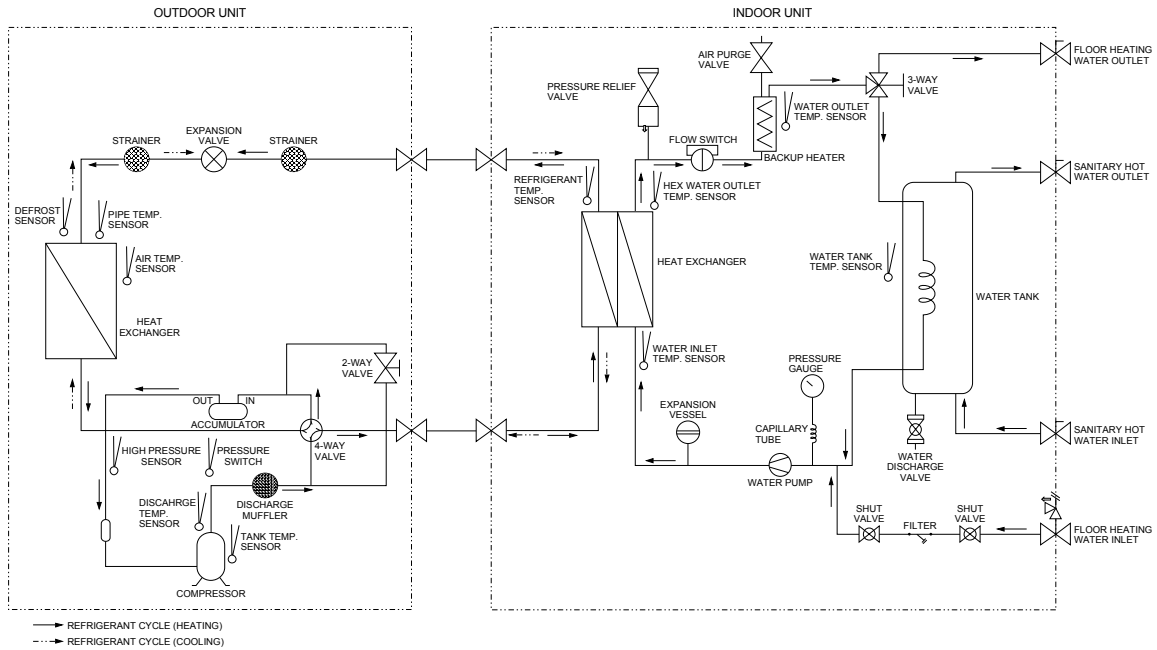 OUTDOOR UNIT
INDOOR UNIT
STRAINER
EXPANSION
VALVE
STRAINER
DEFROST
SENSOR
PIPE TEMP.
SENSOR
AIR TEMP.
SENSOR
HEAT
EXCHANGER
2-WAY
VALVE
OUT
IN
ACCUMULATOR
4-WAY
VALVE
HIGH PRESSURE
SENSOR
PRESSURE
SWITCH
DISCAHRGE
TEMP.
SENSOR
DISCHARGE
MUFFLER
TANK TEMP.
SENSOR
COMPRESSOR
REFRIGERANT CYCLE (HEATING)
REFRIGERANT CYCLE (COOLING)
AIR PURGE
VALVE
PRESSURE RELIEF
VALVE
FLOW SWITCH
WATER OUTLET
TEMP. SENSOR
BACKUP HEATER
3-WAY
VALVE
FLOOR HEATING
WATER OUTLET
REFRIGERANT
TEMP.
SENSOR
HEX WATER OUTLET
TEMP. SENSOR
SANITARY HOT
WATER OUTLET
HEAT EXCHANGER
WATER TANK
TEMP. SENSOR
WATER TANK
WATER INLET
TEMP. SENSOR
PRESSURE
GAUGE
EXPANSION
VESSEL
CAPILLARY
TUBE
WATER PUMP
WATER
DISCHARGE
VALVE
SANITARY HOT
WATER INLET
SHUT
VALVE
FILTER
SHUT
VALVE
FLOOR HEATING
WATER INLET